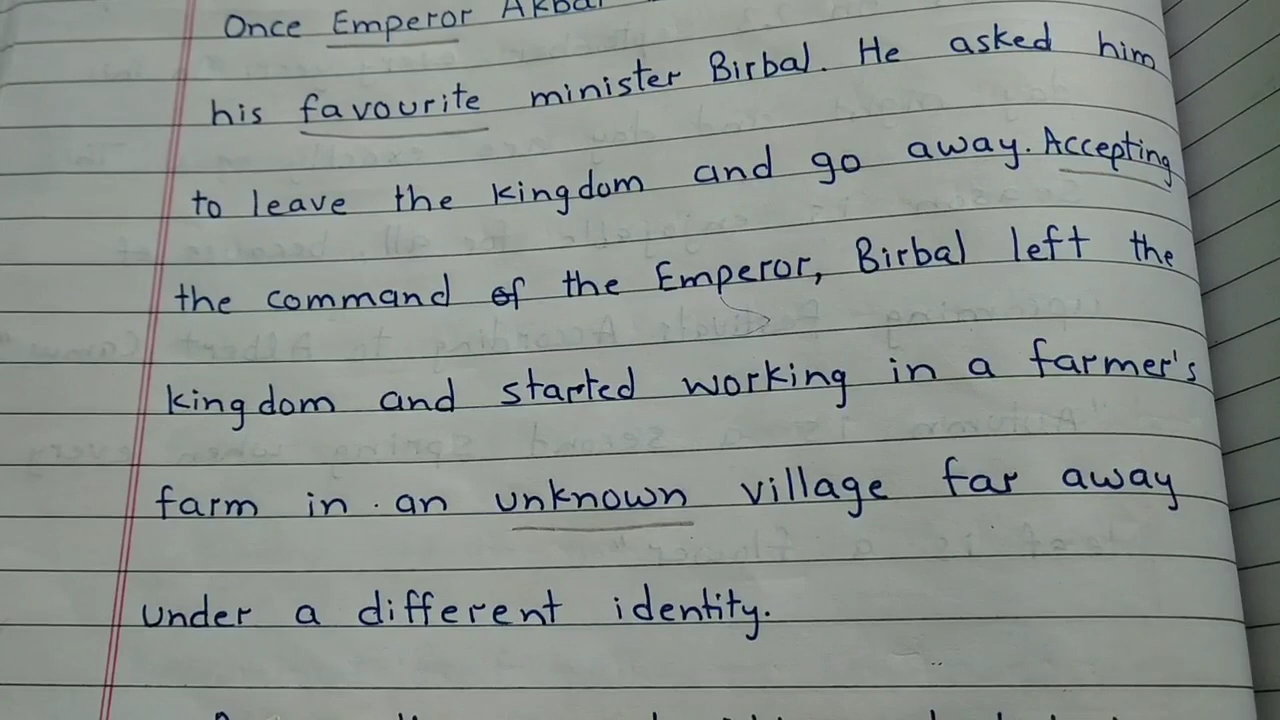 Once Emperor Akbar
his favourite minister Birbal. He asked him
to leave the kingdom and go away. Accepting
the command of the Emperor, Birbal left the
kingdom and started working in a farmer's
farm in an unknown village far away
under a different identity.